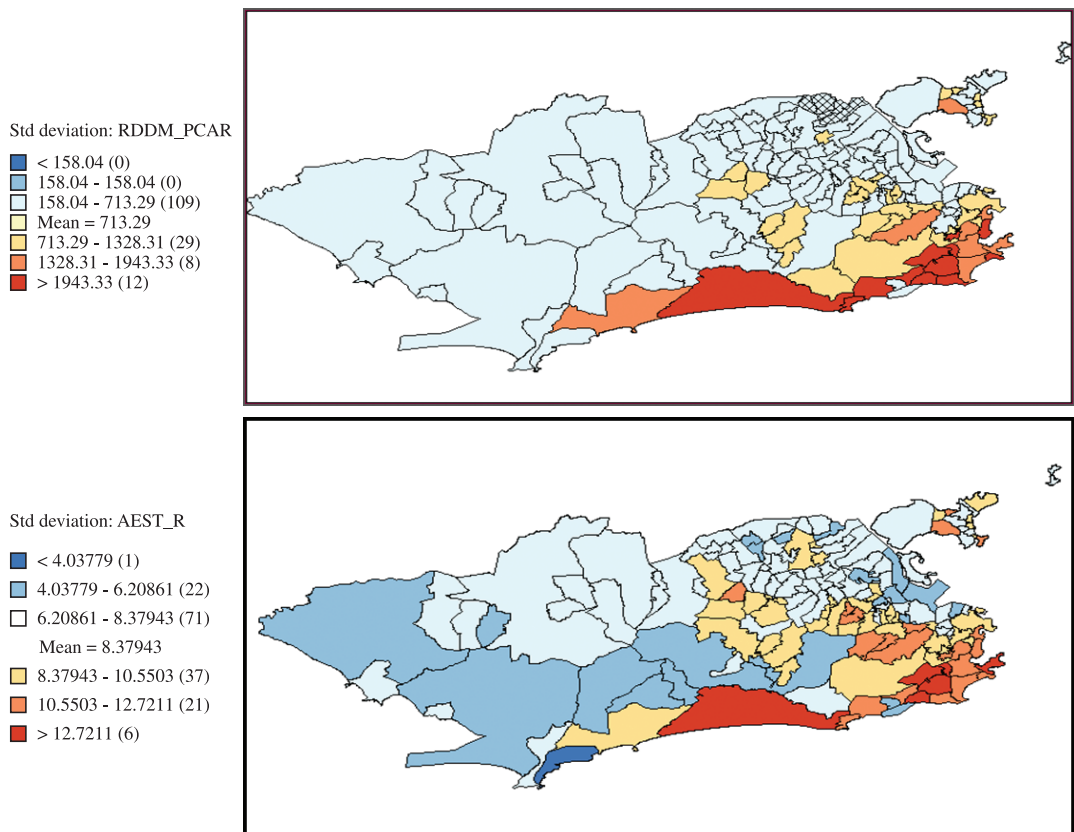 Std deviation: RDDM_PCAR
< 158.04 (0)
158.04 - 158.04 (0)
158.04 - 713.29 (109)
Mean = 713.29
713.29 - 1328.31 (29)
1328.31 - 1943.33 (8)
> 1943.33 (12)
Std deviation: AEST_R
< 4.03779 (1)
4.03779 - 6.20861 (22)
6.20861 - 8.37943 (71)
Mean = 8.37943
8.37943 - 10.5503 (37)
10.5503 - 12.7211 (21)
> 12.7211 (6)